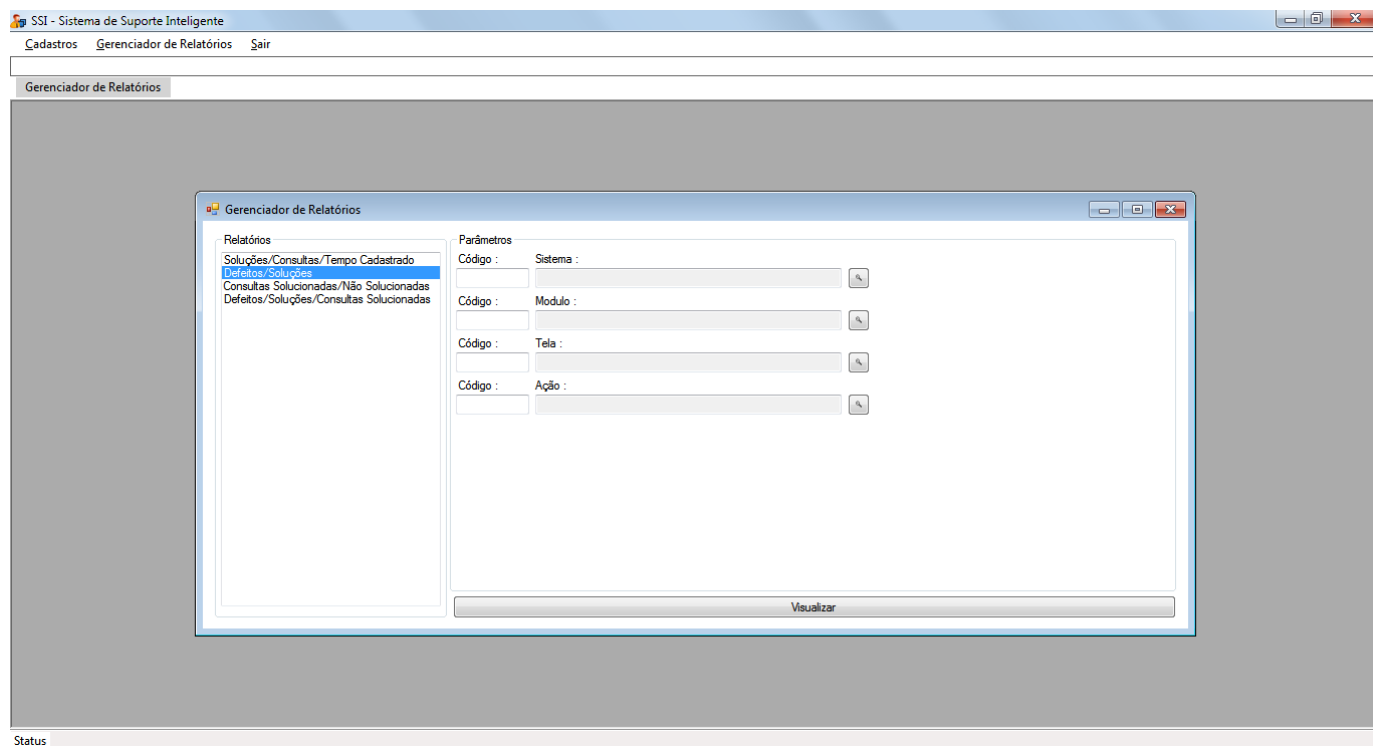 SSI - Sistema de Suporte Inteligente
Cadastros Gerenciador de Relatórios Sair
Gerenciador de Relatórios
Gerenciador de Relatórios
Relatórios
Soluções/Consultas/Tempo Cadastrado
Defeitos/Soluções
Consultas Solucionadas/Não Solucionadas
Defeitos/Soluções/Consultas Solucionadas
Parâmetros
Código : Sistema :
Código : Modulo :
Código : Tela :
Código : Ação :
Visualizar
Status